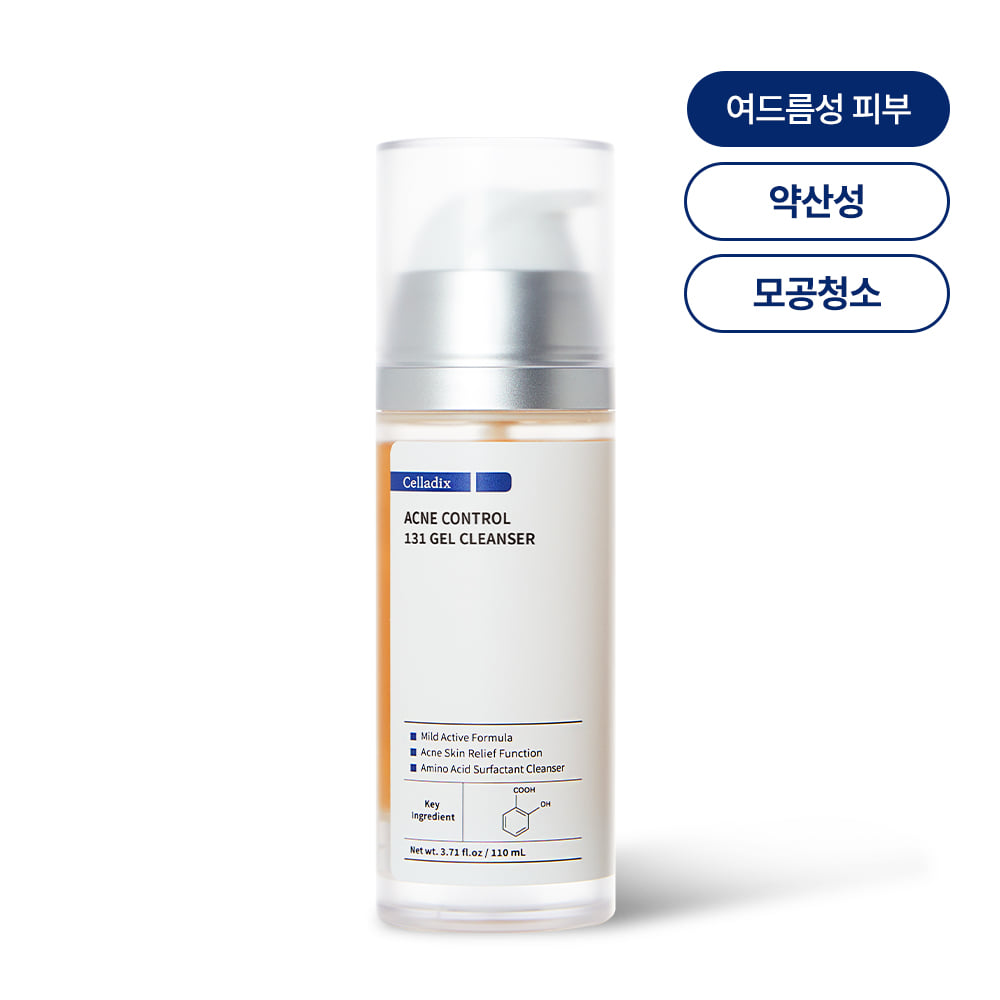 여드름성 피부
약산성
모공청소
Celladix
ACNE CONTROL
131 GEL CLEANSER
Mild Active Formula
Acne Skin Relief Function
Amino Acid Surfactant Cleanser
Key
Ingredient
COOH
OH
Net wt. 3.71 fl.oz / 110 mL